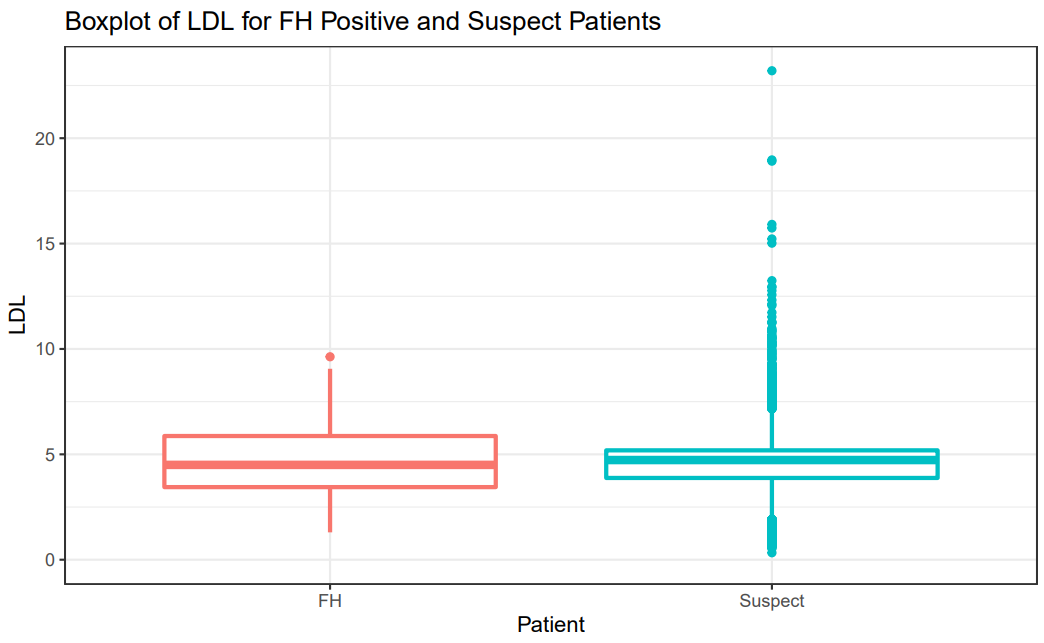 Boxplot of LDL for FH Positive and Suspect Patients
LDL
20
15
10
5
0
FH Suspect
Patient